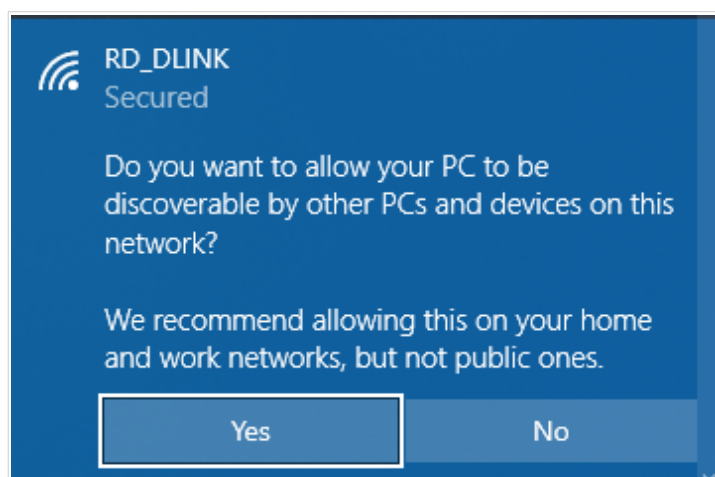 RD_DLINK
Secured
Do you want to allow your PC to be
discoverable by other PCs and devices on this
network?
We recommend allowing this on your home
and work networks, but not public ones.
Yes No